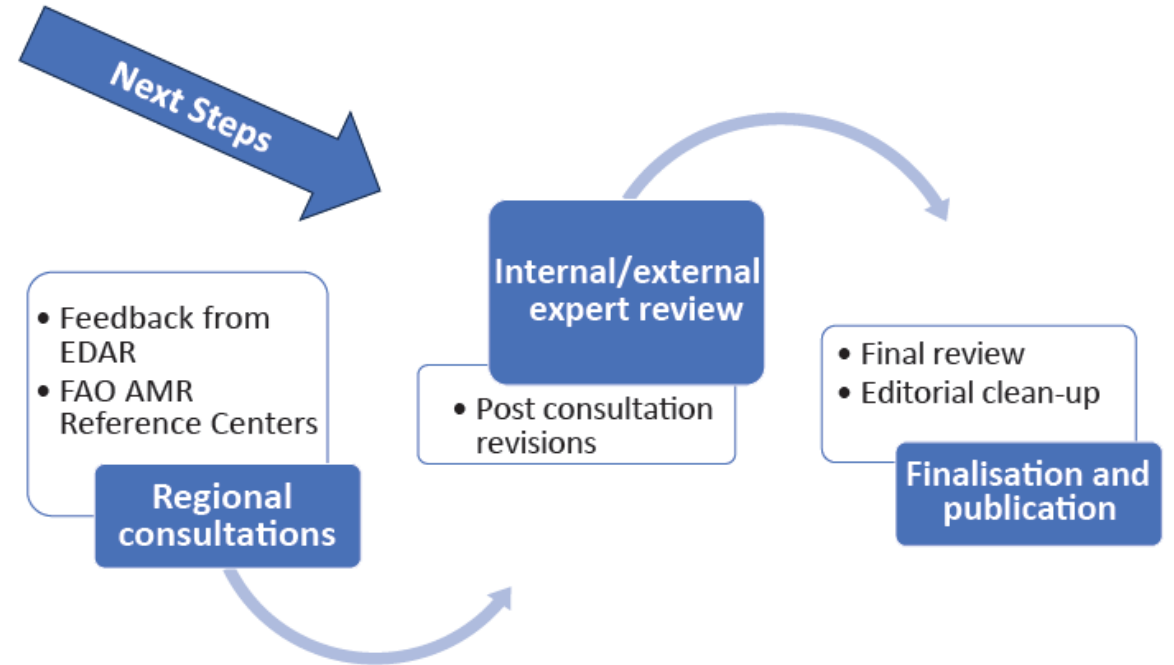 Next Steps
• Feedback from
EDAR
• FAO AMR
Reference Centers
Regional
consultations
Internal/external
expert review
• Post consultation
revisions
• Final review
• Editorial clean-up
Finalisation and
publication